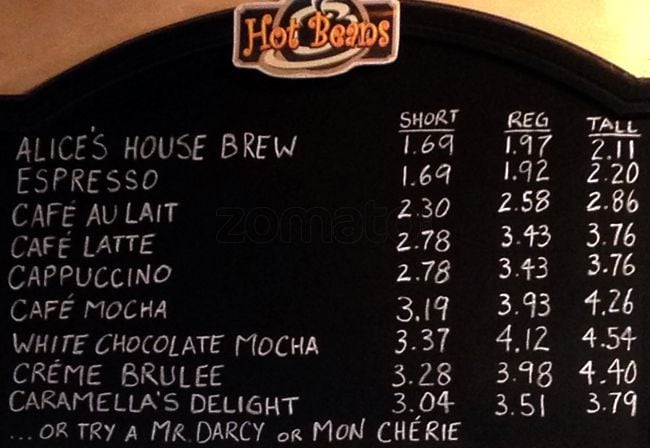 Hot Beans
SHORT REG TALL
ALICE'S HOUSE BREW 1.69 1.97 2.11
ESPRESSO 1.69 1.92 2.20
CAFÉ AU LAIT 2.30 2.58 2.86
CAFÉ LATTE 2.78 3.43 3.76
CAPPUCCINO 2.78 3.43 3.76
CAFÉ MOCHA 3.19 3.93 4.26
WHITE CHOCOLATE MOCHA 3.37 4.12 4.54
CRÉME BRULEE 3.28 3.98 4.40
CARAMELLA'S DELIGHT 3.04 3.51 3.79
...OR TRY A MR. DARCY OR MON CHÉRIE
zomato